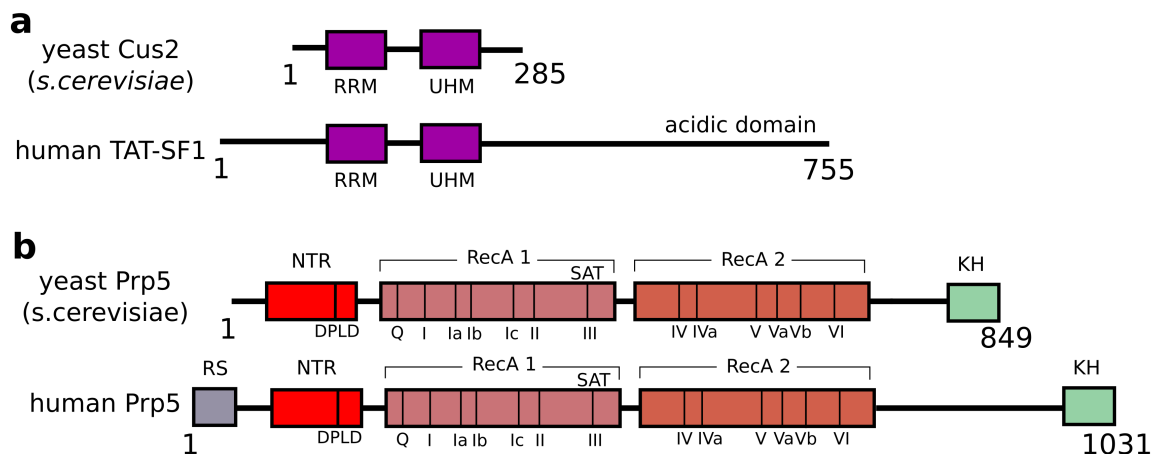 a
yeast Cus2
(s.cerevisiae)
1
285
RRM
UHM
human TAT-SF1
1
acidic domain
755
RRM
UHM
b
yeast Prp5
(s.cerevisiae)
1
NTR
RecA 1
SAT
RecA 2
KH
DPLD
Q I Ia Ib Ic II III
IV IVa V Va Vb VI
849
human Prp5
1
RS
NTR
RecA 1
SAT
RecA 2
KH
DPLD
Q I Ia Ib Ic II III
IV IVa V Va Vb VI
1031